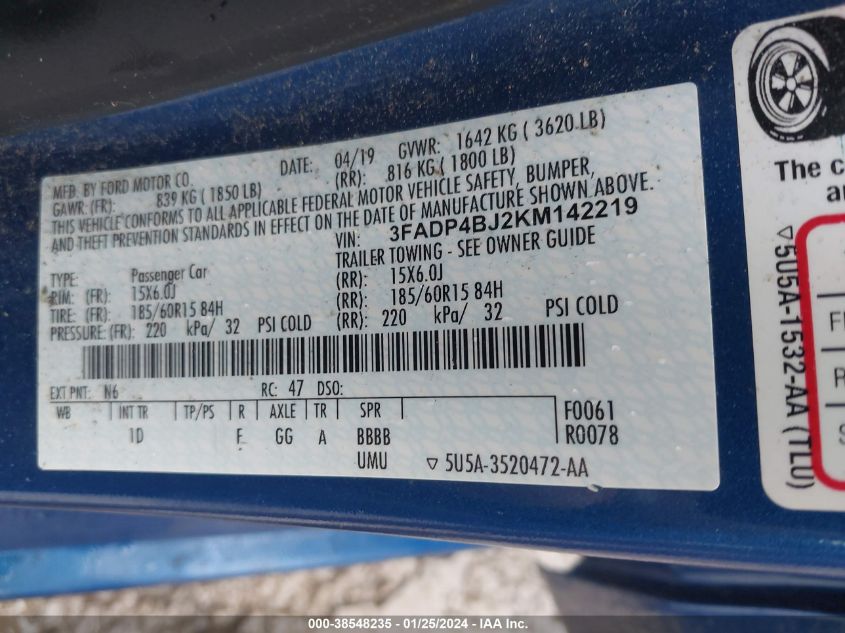 MFD. BY FORD MOTOR CO. DATE: 04/19 GVWR: 1642 KG ( 3620 LB)
GAWR: (FR): 839 KG ( 1850 LB) (RR): 816 KG ( 1800 LB)
THIS VEHICLE CONFORMS TO ALL APPLICABLE FEDERAL MOTOR VEHICLE SAFETY, BUMPER,
AND THEFT PREVENTION STANDARDS IN EFFECT ON THE DATE OF MANUFACTURE SHOWN ABOVE.
VIN: 3FADP4BJ2KM142219
TRAILER TOWING - SEE OWNER GUIDE
TYPE: Passenger Car
RIM: (FR): 15X6.0J (RR): 15X6.0J
TIRE: (FR): 185/60R15 84H (RR): 185/60R15 84H
PRESSURE: (FR): 220 kPa/ 32 PSI COLD (RR): 220 kPa/ 32 PSI COLD
EXT PNT: N6 RC: 47 DSO:
WB INT TR TP/PS R AXLE TR SPR F0061
1D F GG A BBBB R0078
UMU ▽5U5A-3520472-AA
The c
a
▽5U5A-1532-AA (TLU)
F
R
S
000-38548235 - 01/25/2024 - IAA Inc.